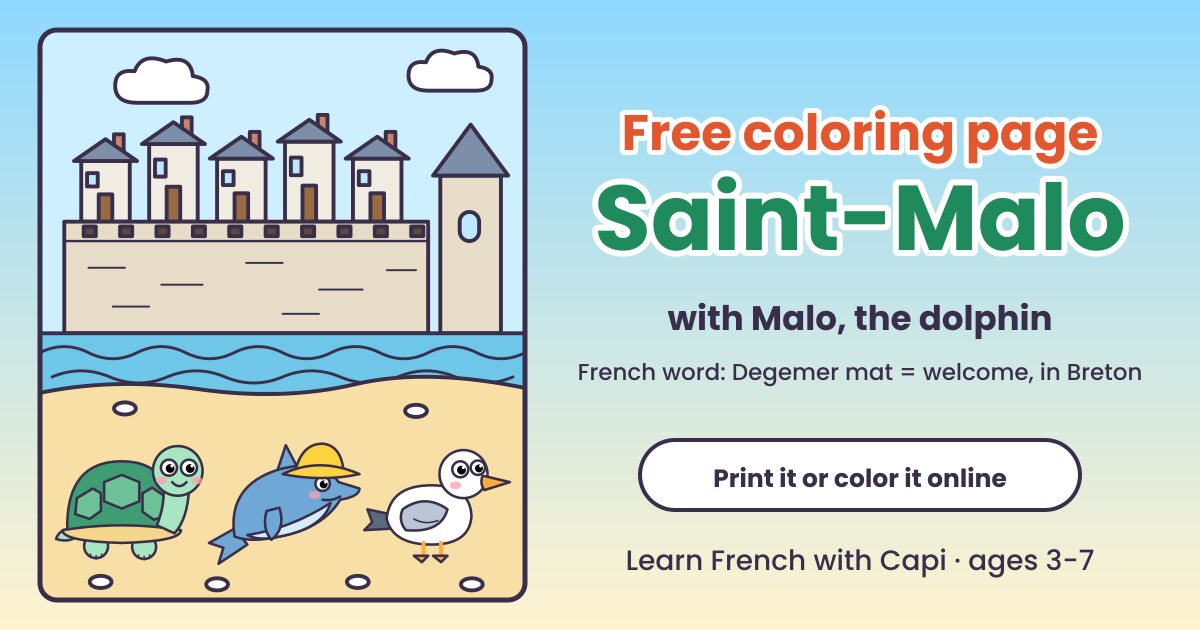 Free coloring page
Saint-Malo
with Malo, the dolphin
French word: Degemer mat = welcome, in Breton
Print it or color it online
Learn French with Capi · ages 3-7